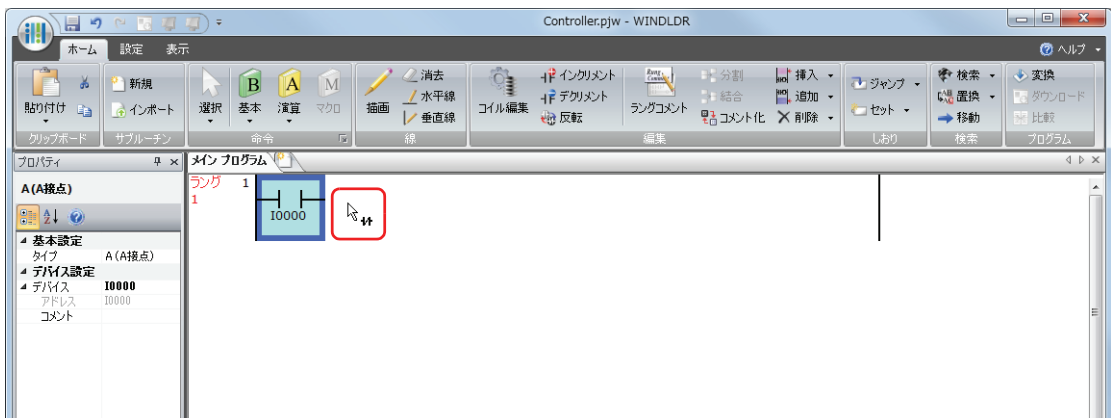 Controller.pjw - WINDLDR
ホーム 設定 表示 ヘルプ
貼り付け
クリップボード
新規
インポート
サブルーチン
選択 B 基本 A 演算 M マクロ
命令
描画
消去
水平線
垂直線
線
コイル編集
インクリメント
デクリメント
反転
ラングコメント
分割
結合
コメント化
挿入
追加
削除
編集
ジャンプ
セット
しおり
検索
置換
移動
検索
変換
ダウンロード
比較
プログラム
プロパティ
A(A接点)
基本設定
タイプ A (A接点)
デバイス設定
デバイス I0000
アドレス I0000
コメント
メイン プログラム
ラング 1
1
I0000